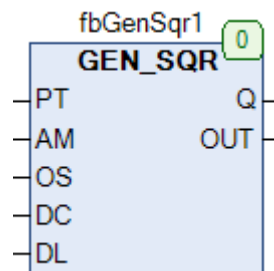 fbGenSqr1
0
GEN_SQR
PT Q
AM OUT
OS
DC
DL